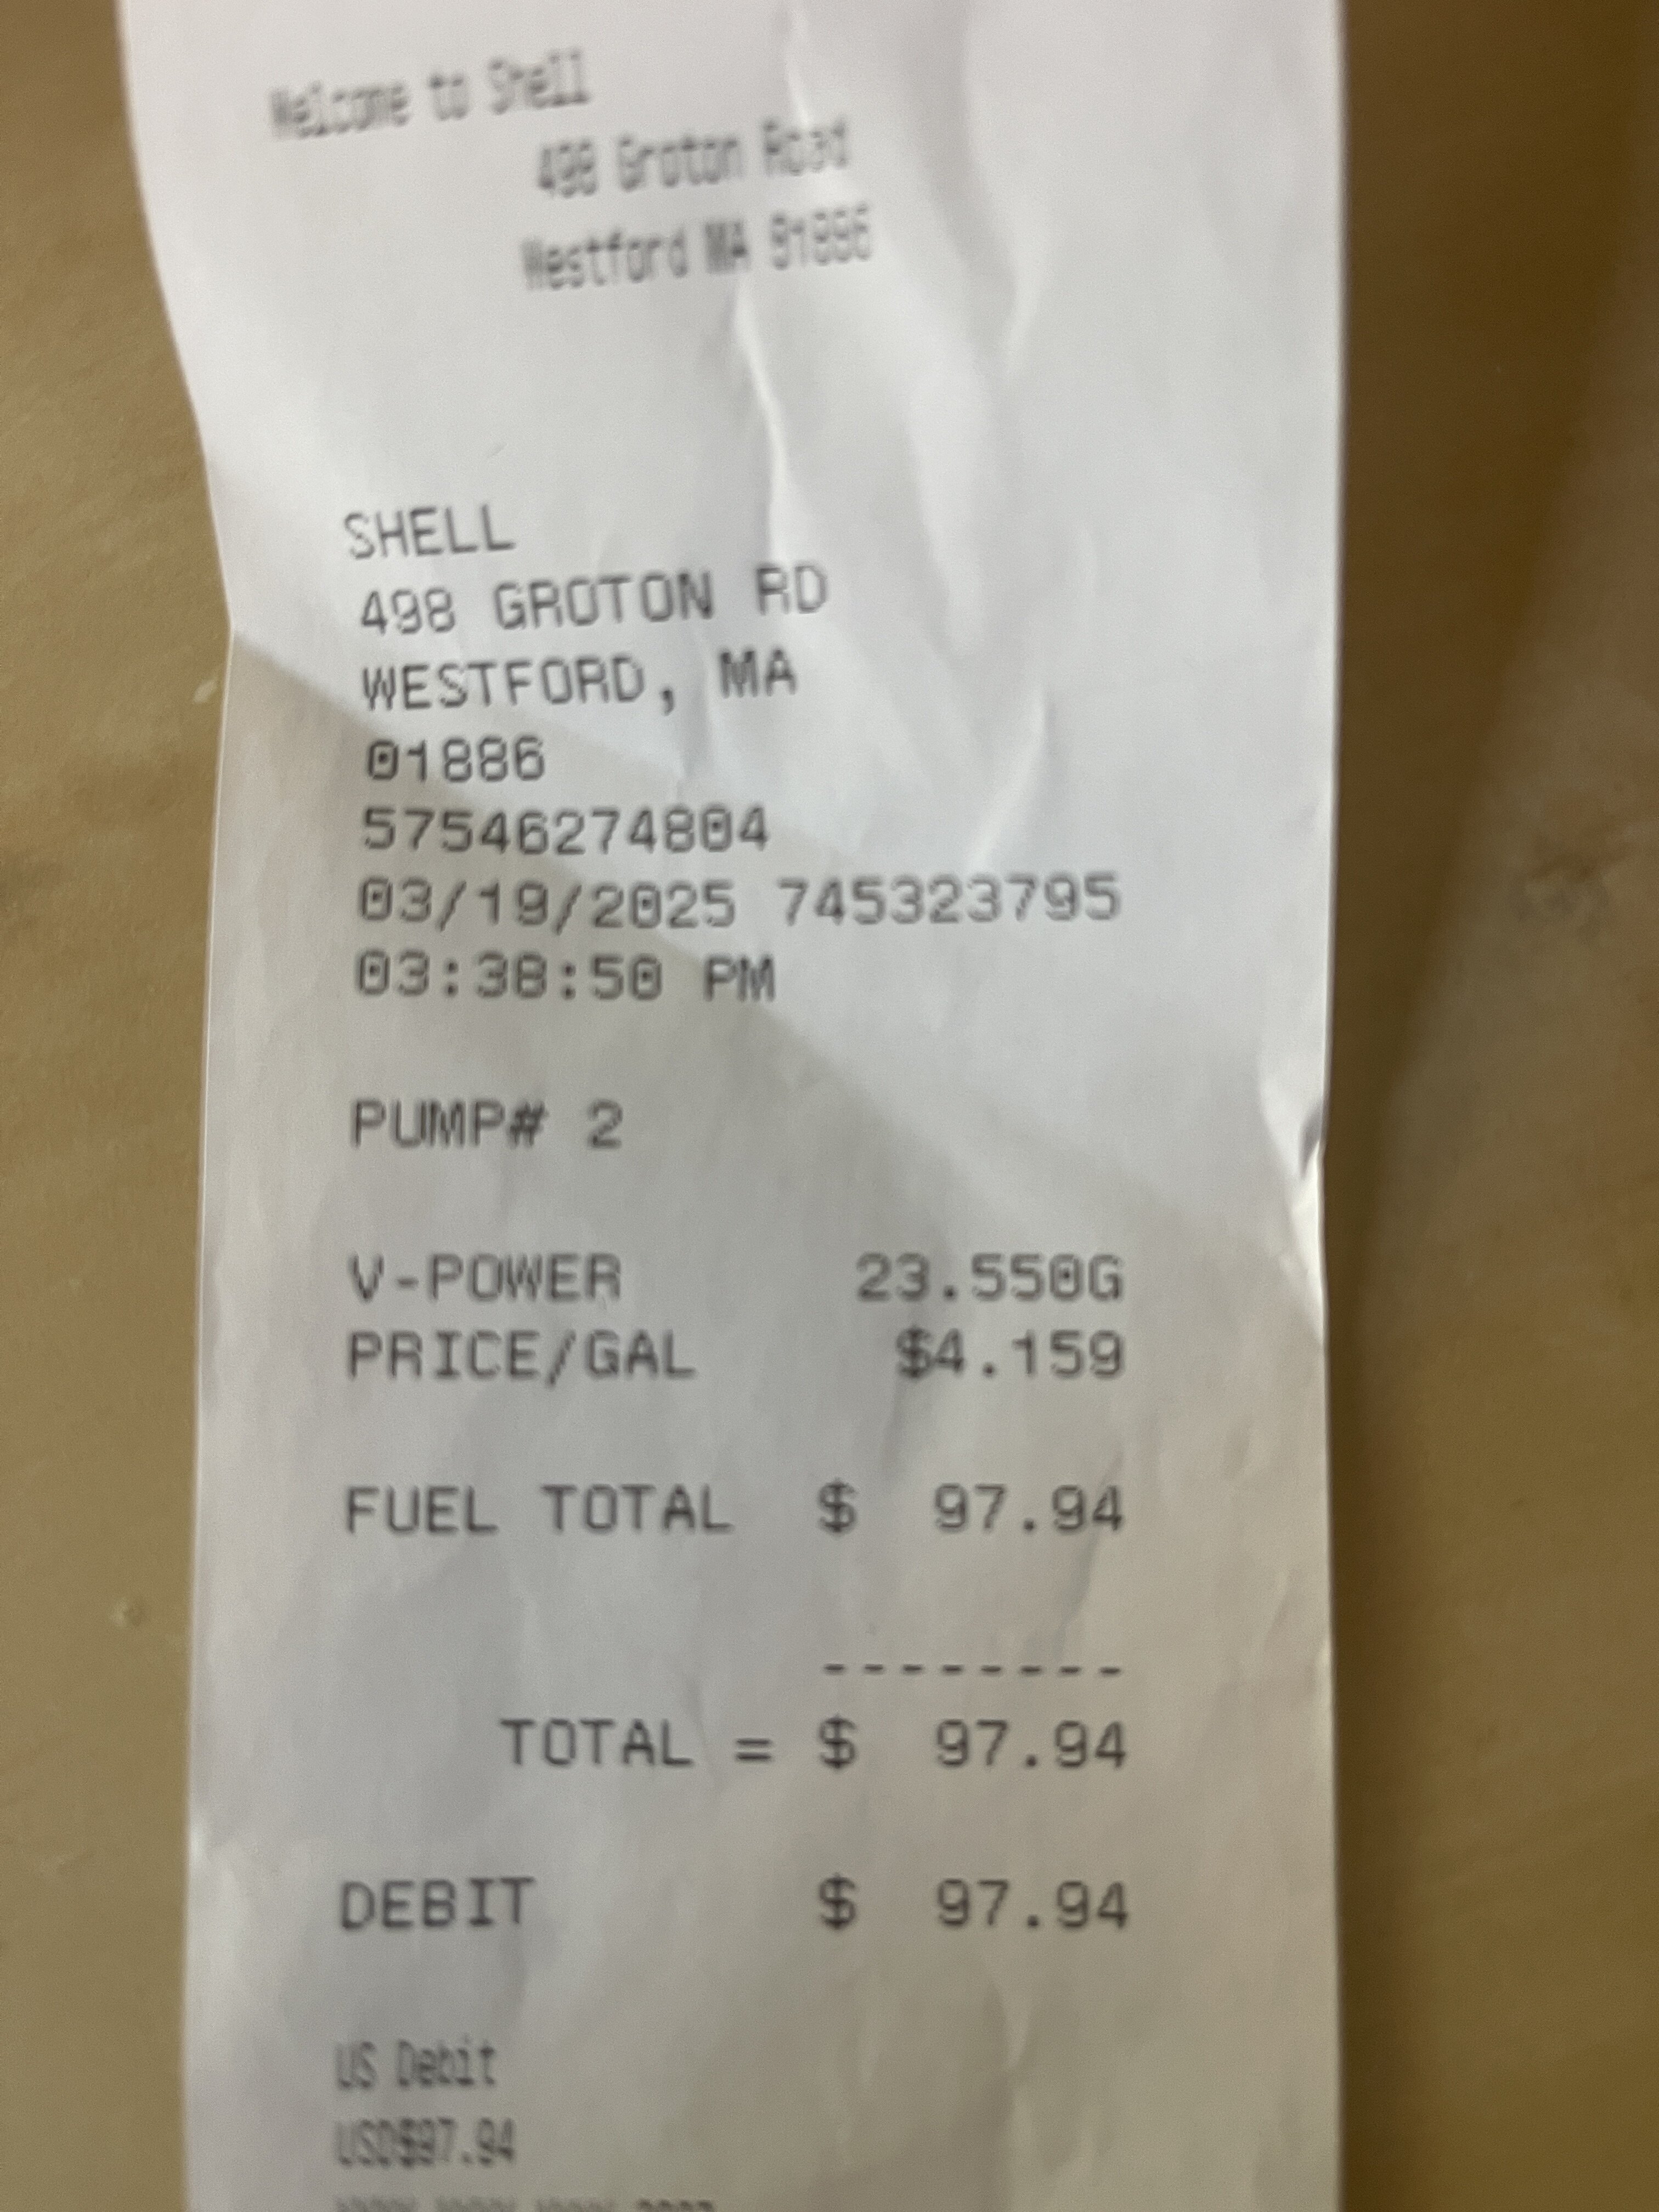 Welcome to Shell
498 Groton Road
Westford MA 01886
SHELL
498 GROTON RD
WESTFORD, MA
01886
57546274804
03/19/2025 745323795
03:38:50 PM
PUMP# 2
V-POWER 23.550G
PRICE/GAL $4.159
FUEL TOTAL $ 97.94
--------
TOTAL = $ 97.94
DEBIT $ 97.94
US Debit
USD$97.94